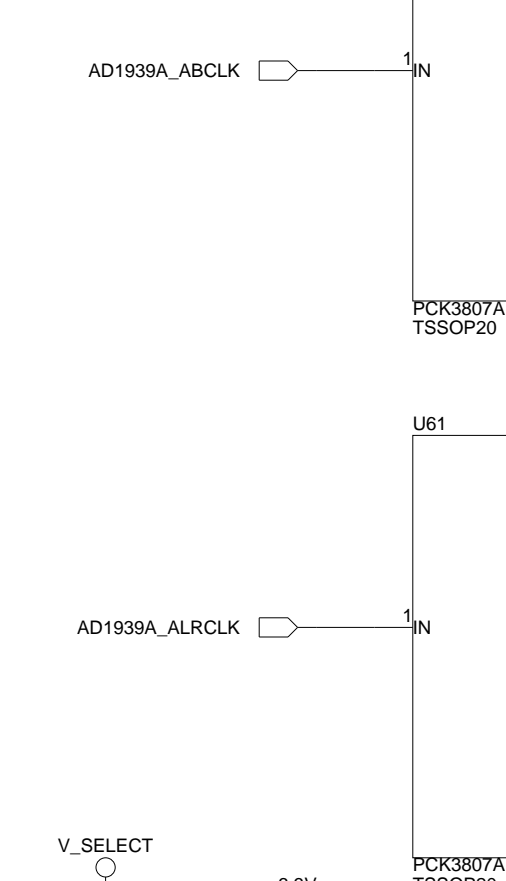 1
AD1939A_ABCLK
IN
PCK3807A
TSSOP20
U61
1
AD1939A_ALRCLK
IN
V_SELECT
PCK3807A